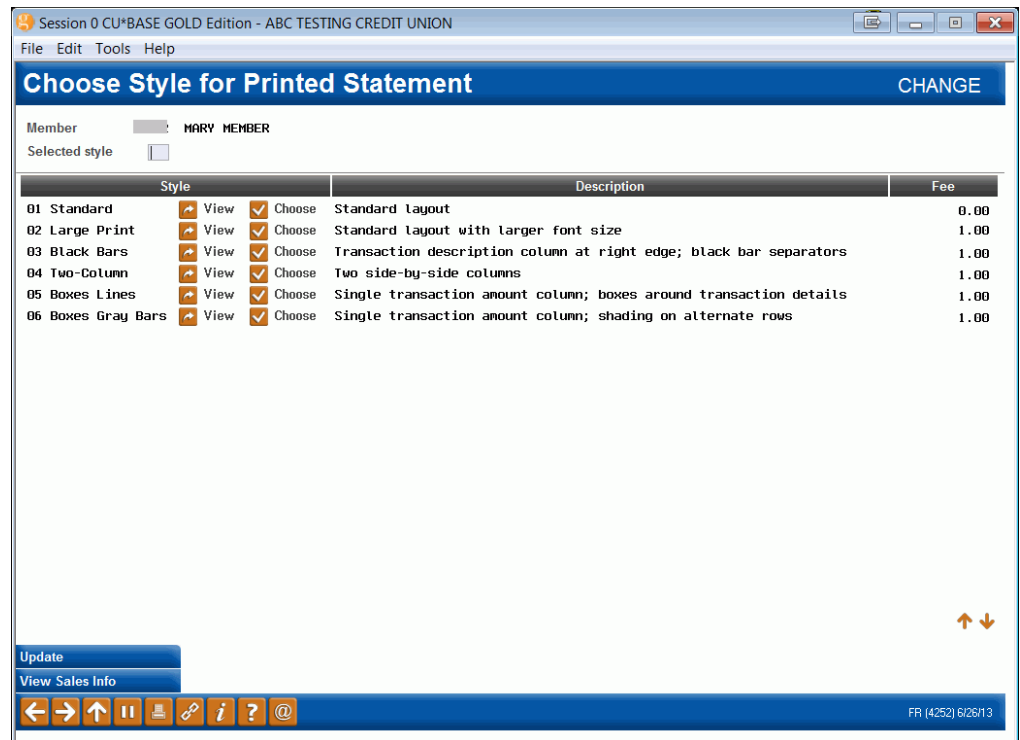 Session 0 CU*BASE GOLD Edition - ABC TESTING CREDIT UNION
File Edit Tools Help
Choose Style for Printed Statement CHANGE
Member MARY MEMBER
Selected style
Style Description Fee
01 Standard View Choose Standard layout 0.00
02 Large Print View Choose Standard layout with larger font size 1.00
03 Black Bars View Choose Transaction description column at right edge; black bar separators 1.00
04 Two-Column View Choose Two side-by-side columns 1.00
05 Boxes Lines View Choose Single transaction amount column; boxes around transaction details 1.00
06 Boxes Gray Bars View Choose Single transaction amount column; shading on alternate rows 1.00
Update
View Sales Info
i ? @ FR (4252) 6/26/13